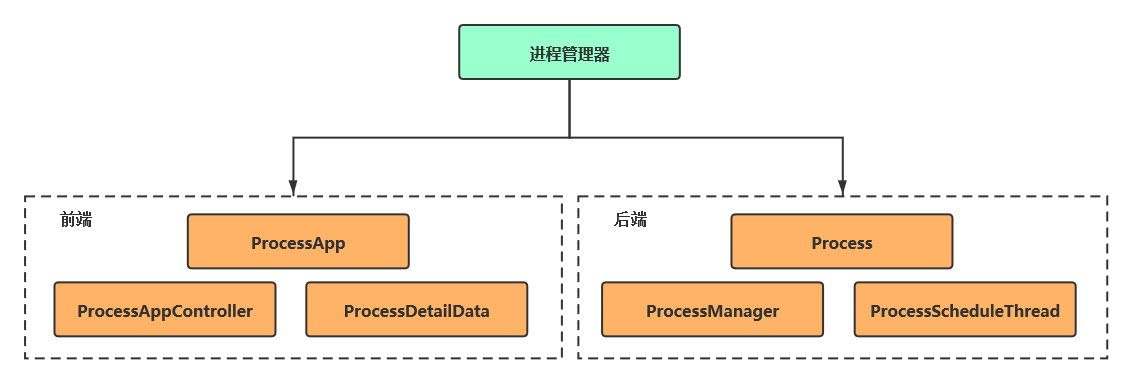 进程管理器
前端
ProcessApp
ProcessAppController
ProcessDetailData
后端
Process
ProcessManager
ProcessScheduleThread